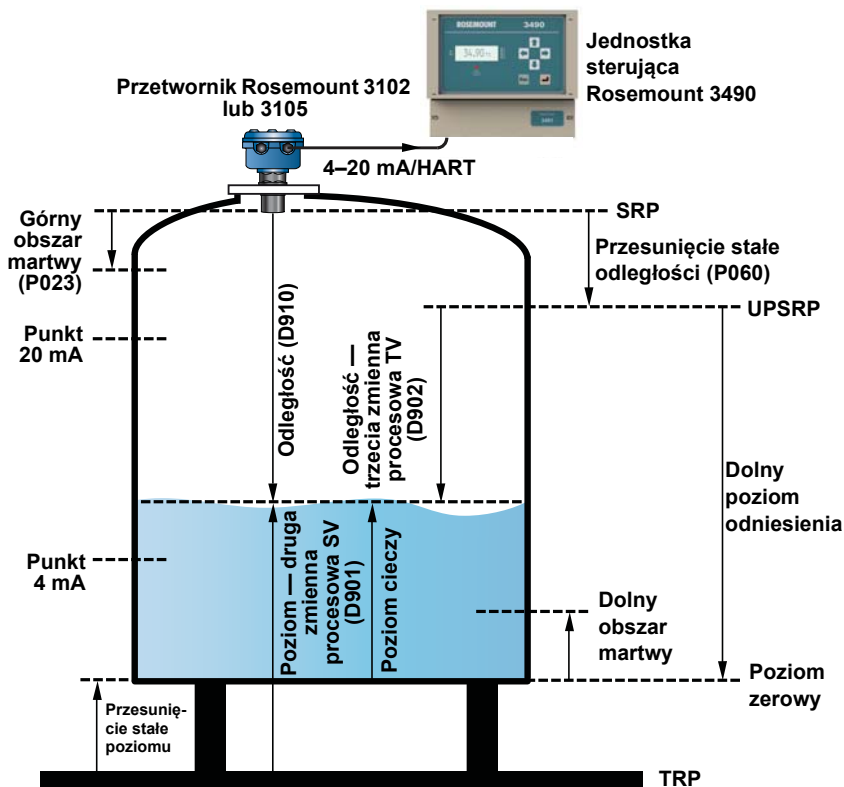 ROSEMOUNT
3490
34.90
Jednostka
sterująca
Rosemount 3490
Przetwornik Rosemount 3102
lub 3105
4–20 mA/HART
SRP
Górny
obszar
martwy
(P023)
Przesunięcie stałe
odległości (P060)
UPSRP
Punkt
20 mA
Odległość (D910)
Odległość —
trzecia zmienna
procesowa TV
(D902)
Dolny
poziom
odniesienia
Punkt
4 mA
Poziom — druga
zmienna
procesowa SV
(D901)
Poziom cieczy
Dolny
obszar
martwy
Poziom
zerowy
Przesunię-
cie stałe
poziomu
TRP